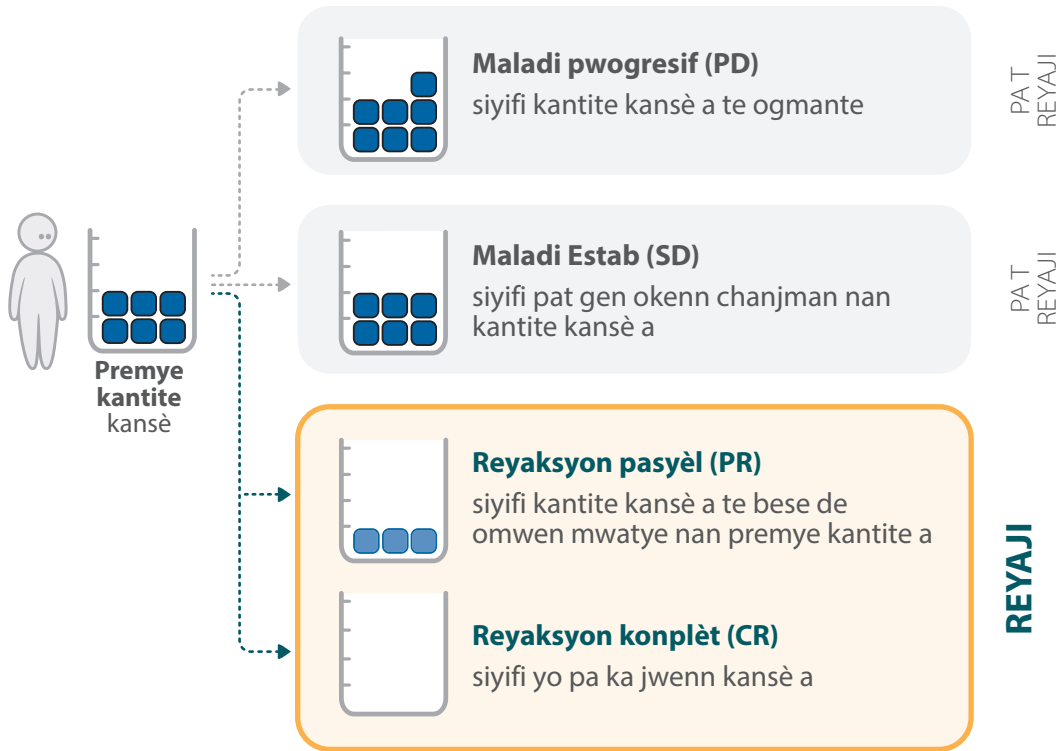 Maladi pwogresif (PD)
siyifi kantite kansè a te ogmante
PA T
REYAJI
Maladi Estab (SD)
siyifi pat gen okenn chanjman nan
kantite kansè a
PA T
REYAJI
Premye
kantite
kansè
Reyaksyon pasyèl (PR)
siyifi kantite kansè a te bese de
omwen mwatye nan premye kantite a
Reyaksyon konplèt (CR)
siyifi yo pa ka jwenn kansè a
REYAJI